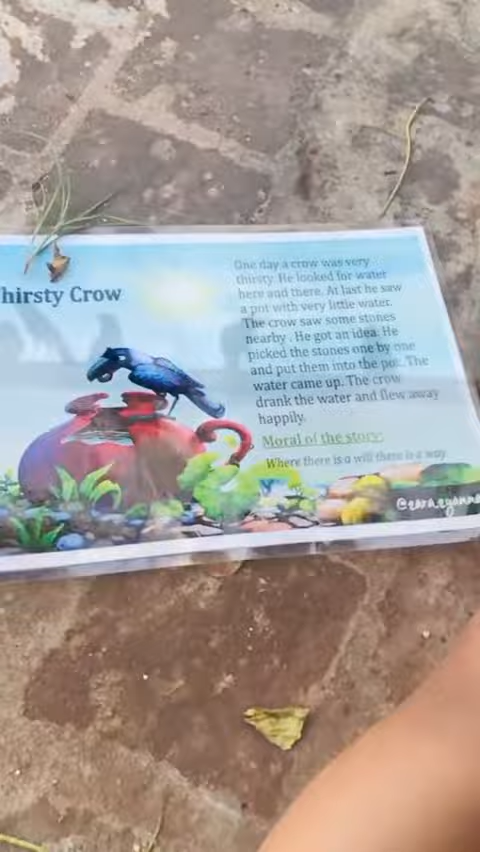 hirsty Crow
One day a crow was very
thirsty. He looked for water
here and there. At last he saw
a pot with very little water.
The crow saw some stones
nearby . He got an idea. He
picked the stones one by one
and put them into the pot. The
water came up. The crow
drank the water and flew away
happily.
Moral of the story:
Where there is a will there is a way